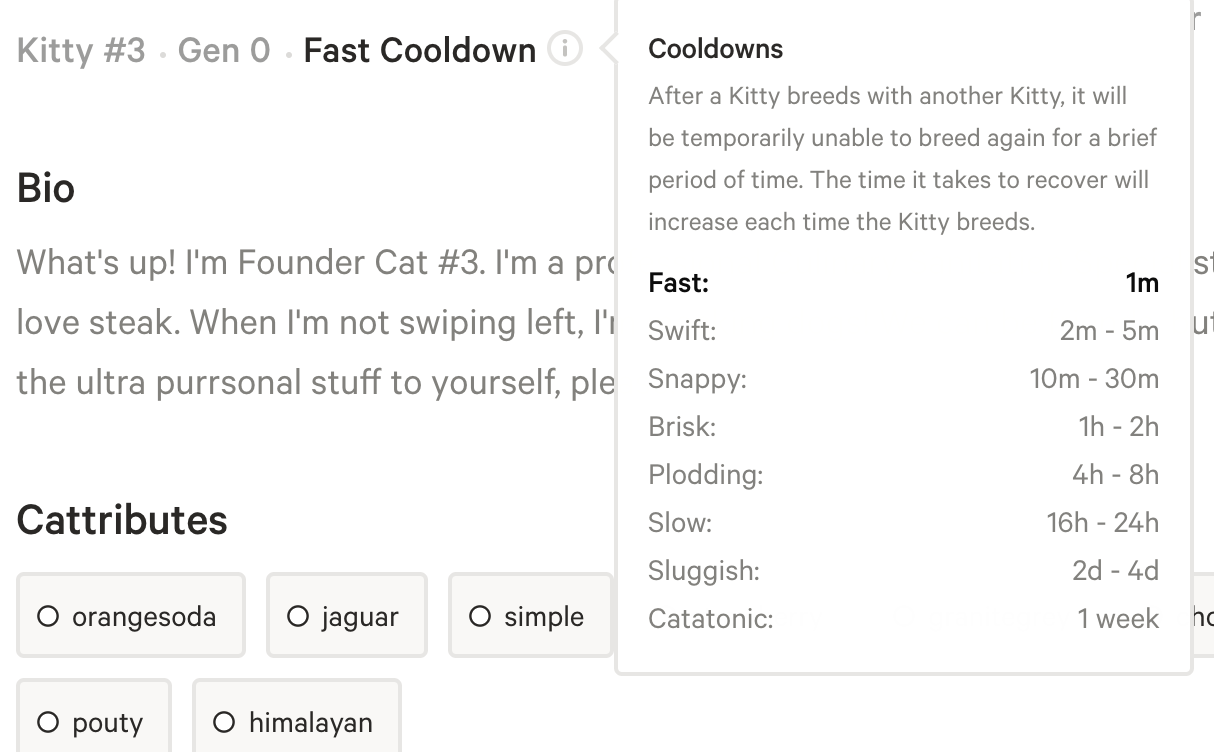 Kitty #3 · Gen 0 · Fast Cooldown i
Bio
What's up! I'm Founder Cat #3. I'm a
love steak. When I'm not swiping left,
the ultra purrsonal stuff to yourself,
Cattributes
orangesoda jaguar simple
pouty himalayan
Cooldowns
After a Kitty breeds with another Kitty, it will
be temporarily unable to breed again for a brief
period of time. The time it takes to recover will
increase each time the Kitty breeds.
Fast: 1m
Swift: 2m - 5m
Snappy: 10m - 30m
Brisk: 1h - 2h
Plodding: 4h - 8h
Slow: 16h - 24h
Sluggish: 2d - 4d
Catatonic: 1 week